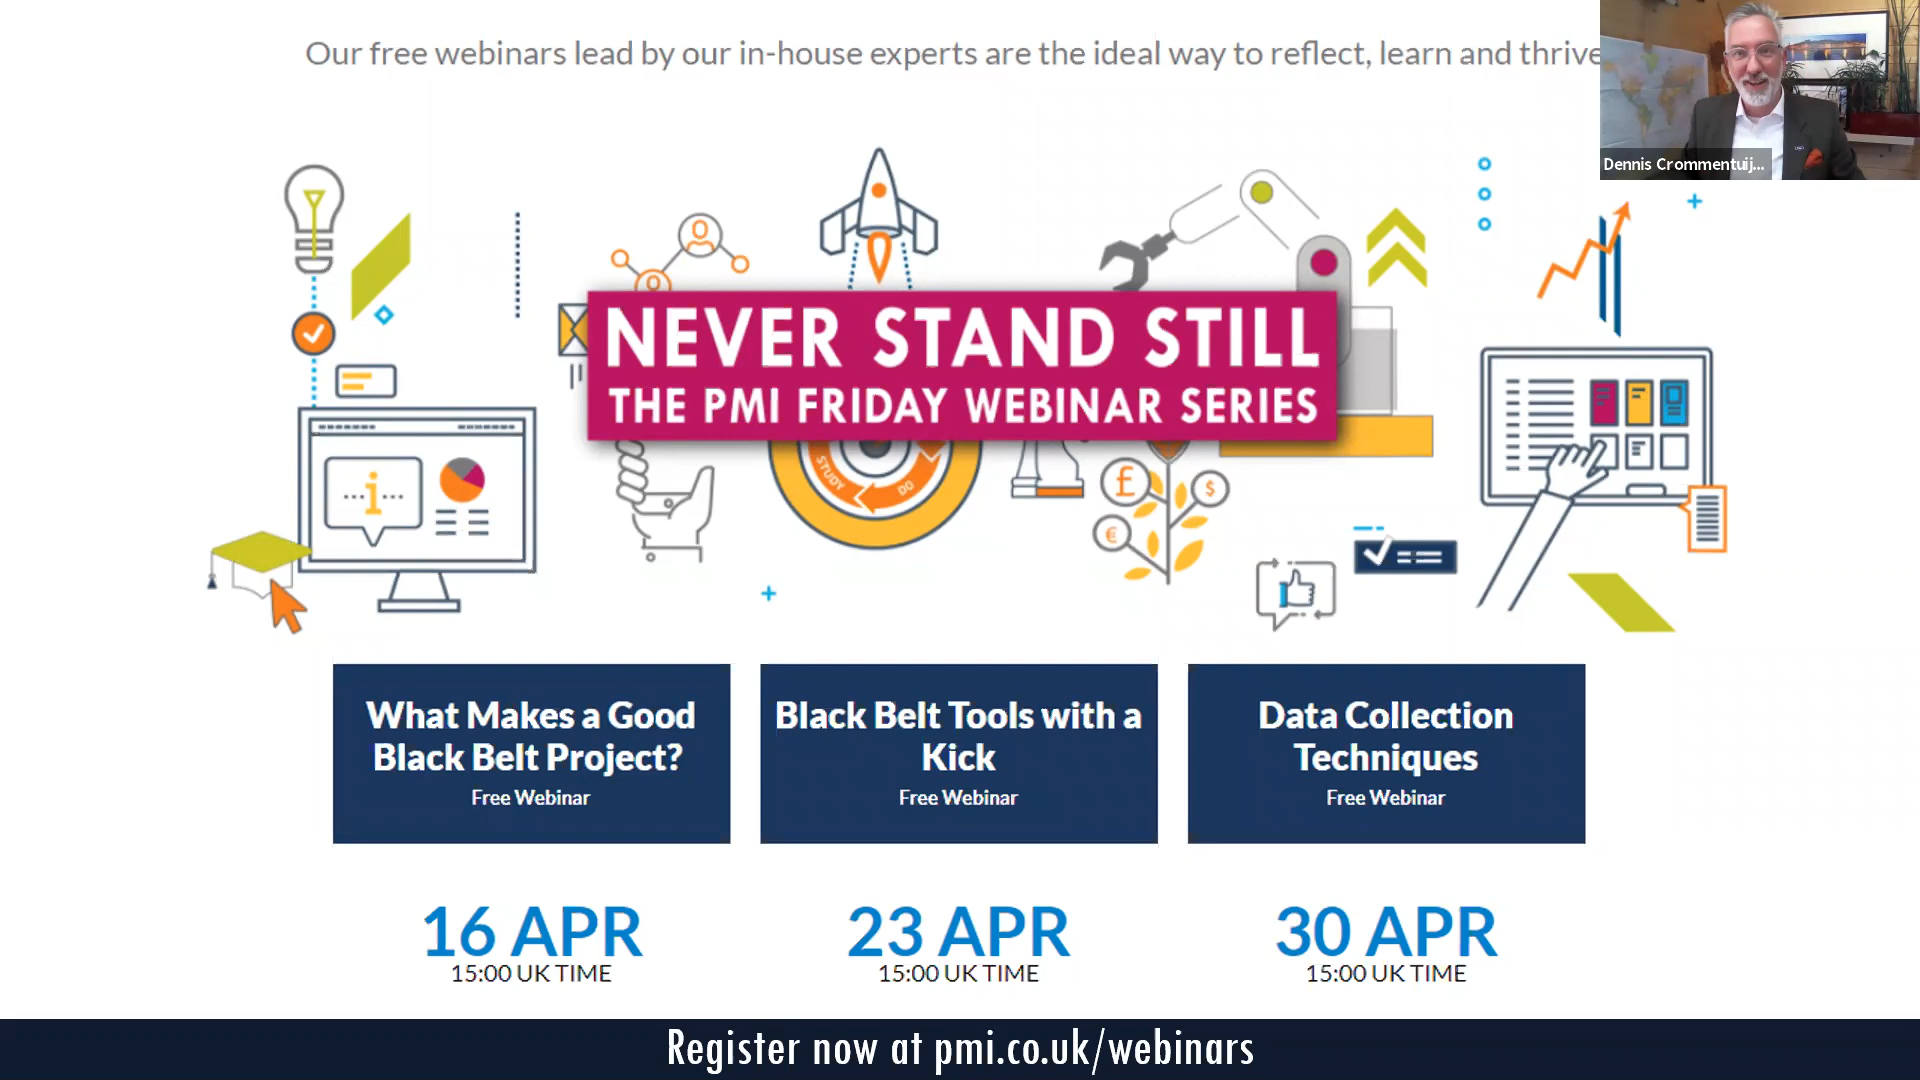 Our free webinars lead by our in-house experts are the ideal way to reflect, learn and thrive
Dennis Crommentuij...
NEVER STAND STILL
THE PMI FRIDAY WEBINAR SERIES
STUDY
DO
i
£
$
€
What Makes a Good
Black Belt Project?
Free Webinar
Black Belt Tools with a
Kick
Free Webinar
Data Collection
Techniques
Free Webinar
16 APR
15:00 UK TIME
23 APR
15:00 UK TIME
30 APR
15:00 UK TIME
Register now at pmi.co.uk/webinars